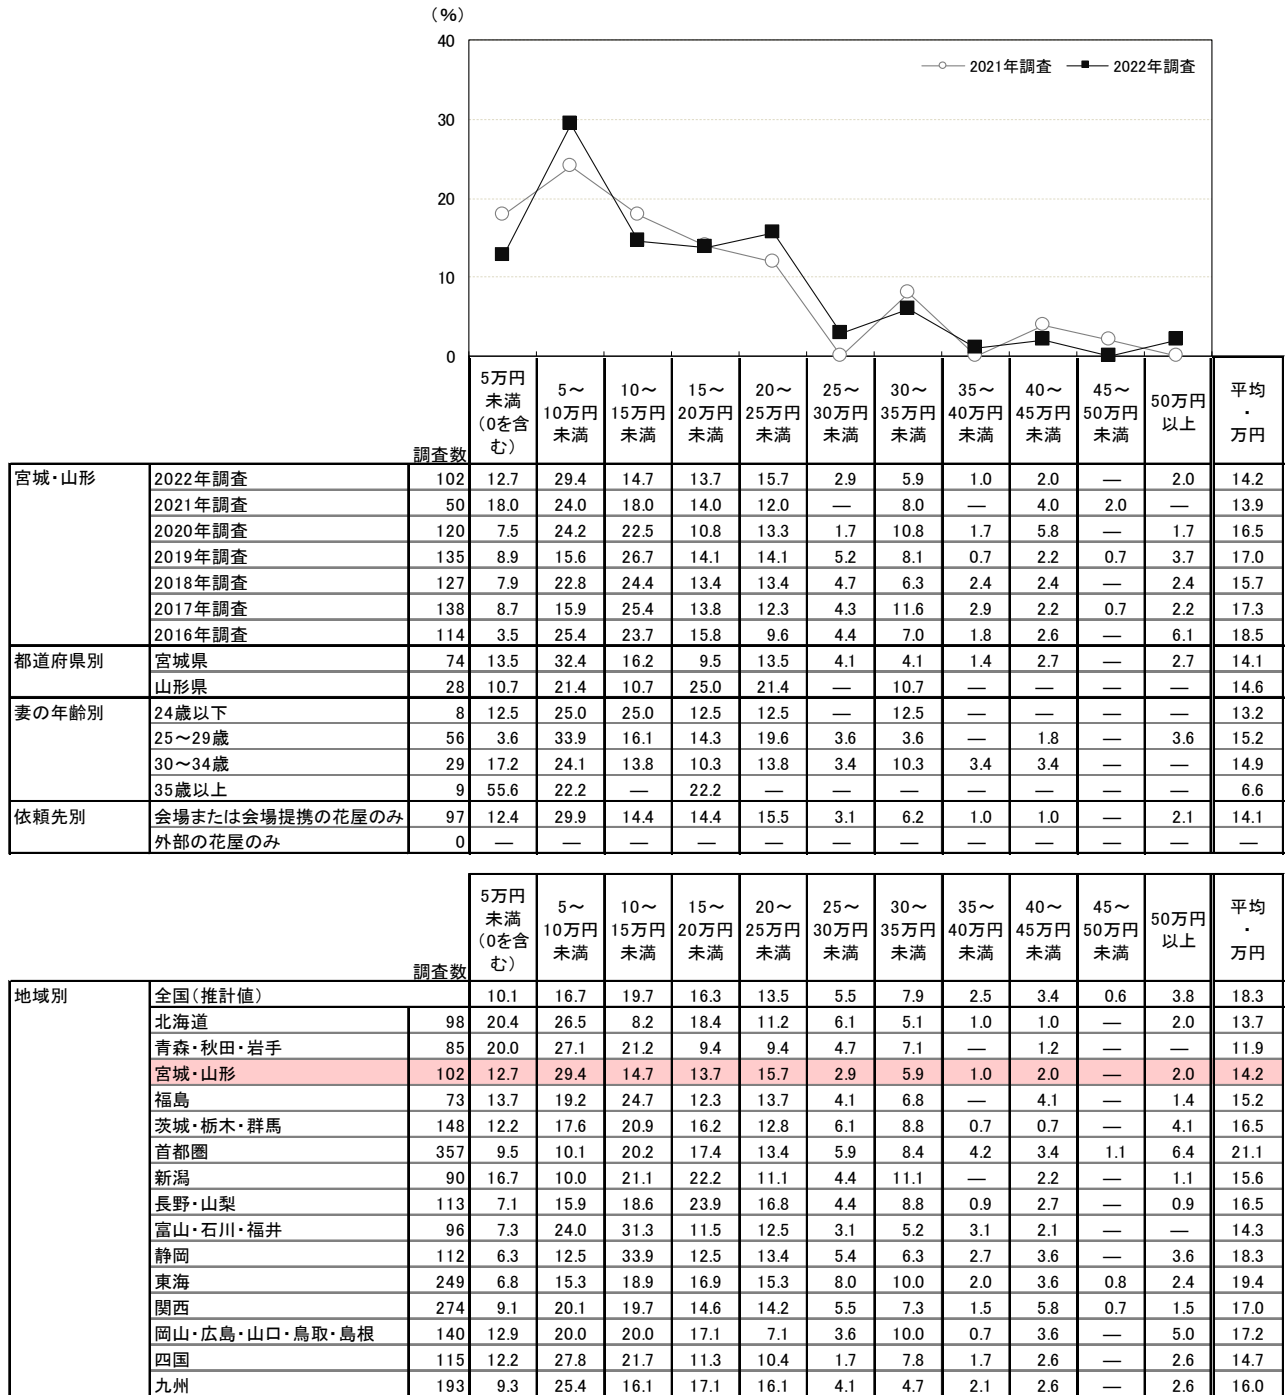 (%)
40
30
20
10
0
2021年調査 2022年調査
調査数 5万円未満(0を含む) 5～10万円未満 10～15万円未満 15～20万円未満 20～25万円未満 25～30万円未満 30～35万円未満 35～40万円未満 40～45万円未満 45～50万円未満 50万円以上 平均・万円
宮城・山形 2022年調査 102 12.7 29.4 14.7 13.7 15.7 2.9 5.9 1.0 2.0 — 2.0 14.2
2021年調査 50 18.0 24.0 18.0 14.0 12.0 — 8.0 — 4.0 2.0 — 13.9
2020年調査 120 7.5 24.2 22.5 10.8 13.3 1.7 10.8 1.7 5.8 — 1.7 16.5
2019年調査 135 8.9 15.6 26.7 14.1 14.1 5.2 8.1 0.7 2.2 0.7 3.7 17.0
2018年調査 127 7.9 22.8 24.4 13.4 13.4 4.7 6.3 2.4 2.4 — 2.4 15.7
2017年調査 138 8.7 15.9 25.4 13.8 12.3 4.3 11.6 2.9 2.2 0.7 2.2 17.3
2016年調査 114 3.5 25.4 23.7 15.8 9.6 4.4 7.0 1.8 2.6 — 6.1 18.5
都道府県別 宮城県 74 13.5 32.4 16.2 9.5 13.5 4.1 4.1 1.4 2.7 — 2.7 14.1
山形県 28 10.7 21.4 10.7 25.0 21.4 — 10.7 — — — — 14.6
妻の年齢別 24歳以下 8 12.5 25.0 25.0 12.5 12.5 — 12.5 — — — — 13.2
25～29歳 56 3.6 33.9 16.1 14.3 19.6 3.6 3.6 — 1.8 — 3.6 15.2
30～34歳 29 17.2 24.1 13.8 10.3 13.8 3.4 10.3 3.4 3.4 — — 14.9
35歳以上 9 55.6 22.2 — 22.2 — — — — — — — 6.6
依頼先別 会場または会場提携の花屋のみ 97 12.4 29.9 14.4 14.4 15.5 3.1 6.2 1.0 1.0 — 2.1 14.1
外部の花屋のみ 0 — — — — — — — — — — — —
調査数 5万円未満(0を含む) 5～10万円未満 10～15万円未満 15～20万円未満 20～25万円未満 25～30万円未満 30～35万円未満 35～40万円未満 40～45万円未満 45～50万円未満 50万円以上 平均・万円
地域別 全国(推計値) 10.1 16.7 19.7 16.3 13.5 5.5 7.9 2.5 3.4 0.6 3.8 18.3
北海道 98 20.4 26.5 8.2 18.4 11.2 6.1 5.1 1.0 1.0 — 2.0 13.7
青森・秋田・岩手 85 20.0 27.1 21.2 9.4 9.4 4.7 7.1 — 1.2 — — 11.9
宮城・山形 102 12.7 29.4 14.7 13.7 15.7 2.9 5.9 1.0 2.0 — 2.0 14.2
福島 73 13.7 19.2 24.7 12.3 13.7 4.1 6.8 — 4.1 — 1.4 15.2
茨城・栃木・群馬 148 12.2 17.6 20.9 16.2 12.8 6.1 8.8 0.7 0.7 — 4.1 16.5
首都圏 357 9.5 10.1 20.2 17.4 13.4 5.9 8.4 4.2 3.4 1.1 6.4 21.1
新潟 90 16.7 10.0 21.1 22.2 11.1 4.4 11.1 — 2.2 — 1.1 15.6
長野・山梨 113 7.1 15.9 18.6 23.9 16.8 4.4 8.8 0.9 2.7 — 0.9 16.5
富山・石川・福井 96 7.3 24.0 31.3 11.5 12.5 3.1 5.2 3.1 2.1 — — 14.3
静岡 112 6.3 12.5 33.9 12.5 13.4 5.4 6.3 2.7 3.6 — 3.6 18.3
東海 249 6.8 15.3 18.9 16.9 15.3 8.0 10.0 2.0 3.6 0.8 2.4 19.4
関西 274 9.1 20.1 19.7 14.6 14.2 5.5 7.3 1.5 5.8 0.7 1.5 17.0
岡山・広島・山口・鳥取・島根 140 12.9 20.0 20.0 17.1 7.1 3.6 10.0 0.7 3.6 — 5.0 17.2
四国 115 12.2 27.8 21.7 11.3 10.4 1.7 7.8 1.7 2.6 — 2.6 14.7
九州 193 9.3 25.4 16.1 17.1 16.1 4.1 4.7 2.1 2.6 — 2.6 16.0